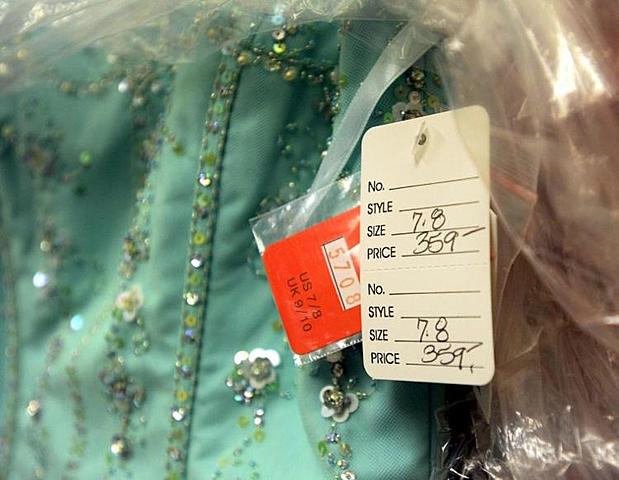 No.
STYLE
SIZE 7.8
PRICE 359-
No.
STYLE
SIZE 7.8
PRICE 359-
5708
US 7/8
UK 9/10